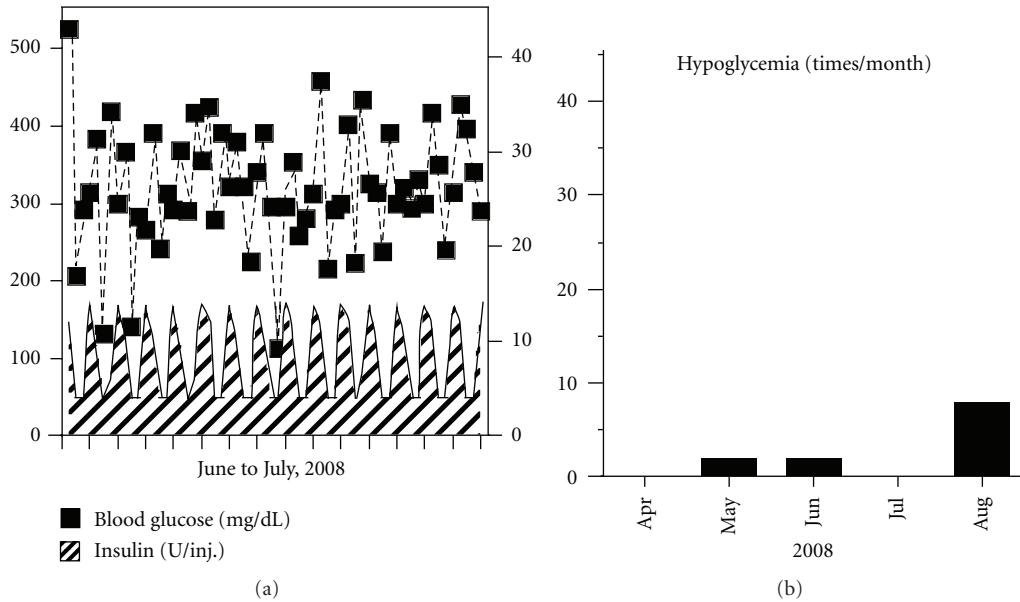 500
400
300
200
100
0
40
30
20
10
0
June to July, 2008
Blood glucose (mg/dL)
Insulin (U/inj.)
(a)
Hypoglycemia (times/month)
40
30
20
10
0
Apr
May
Jun
Jul
Aug
2008
(b)